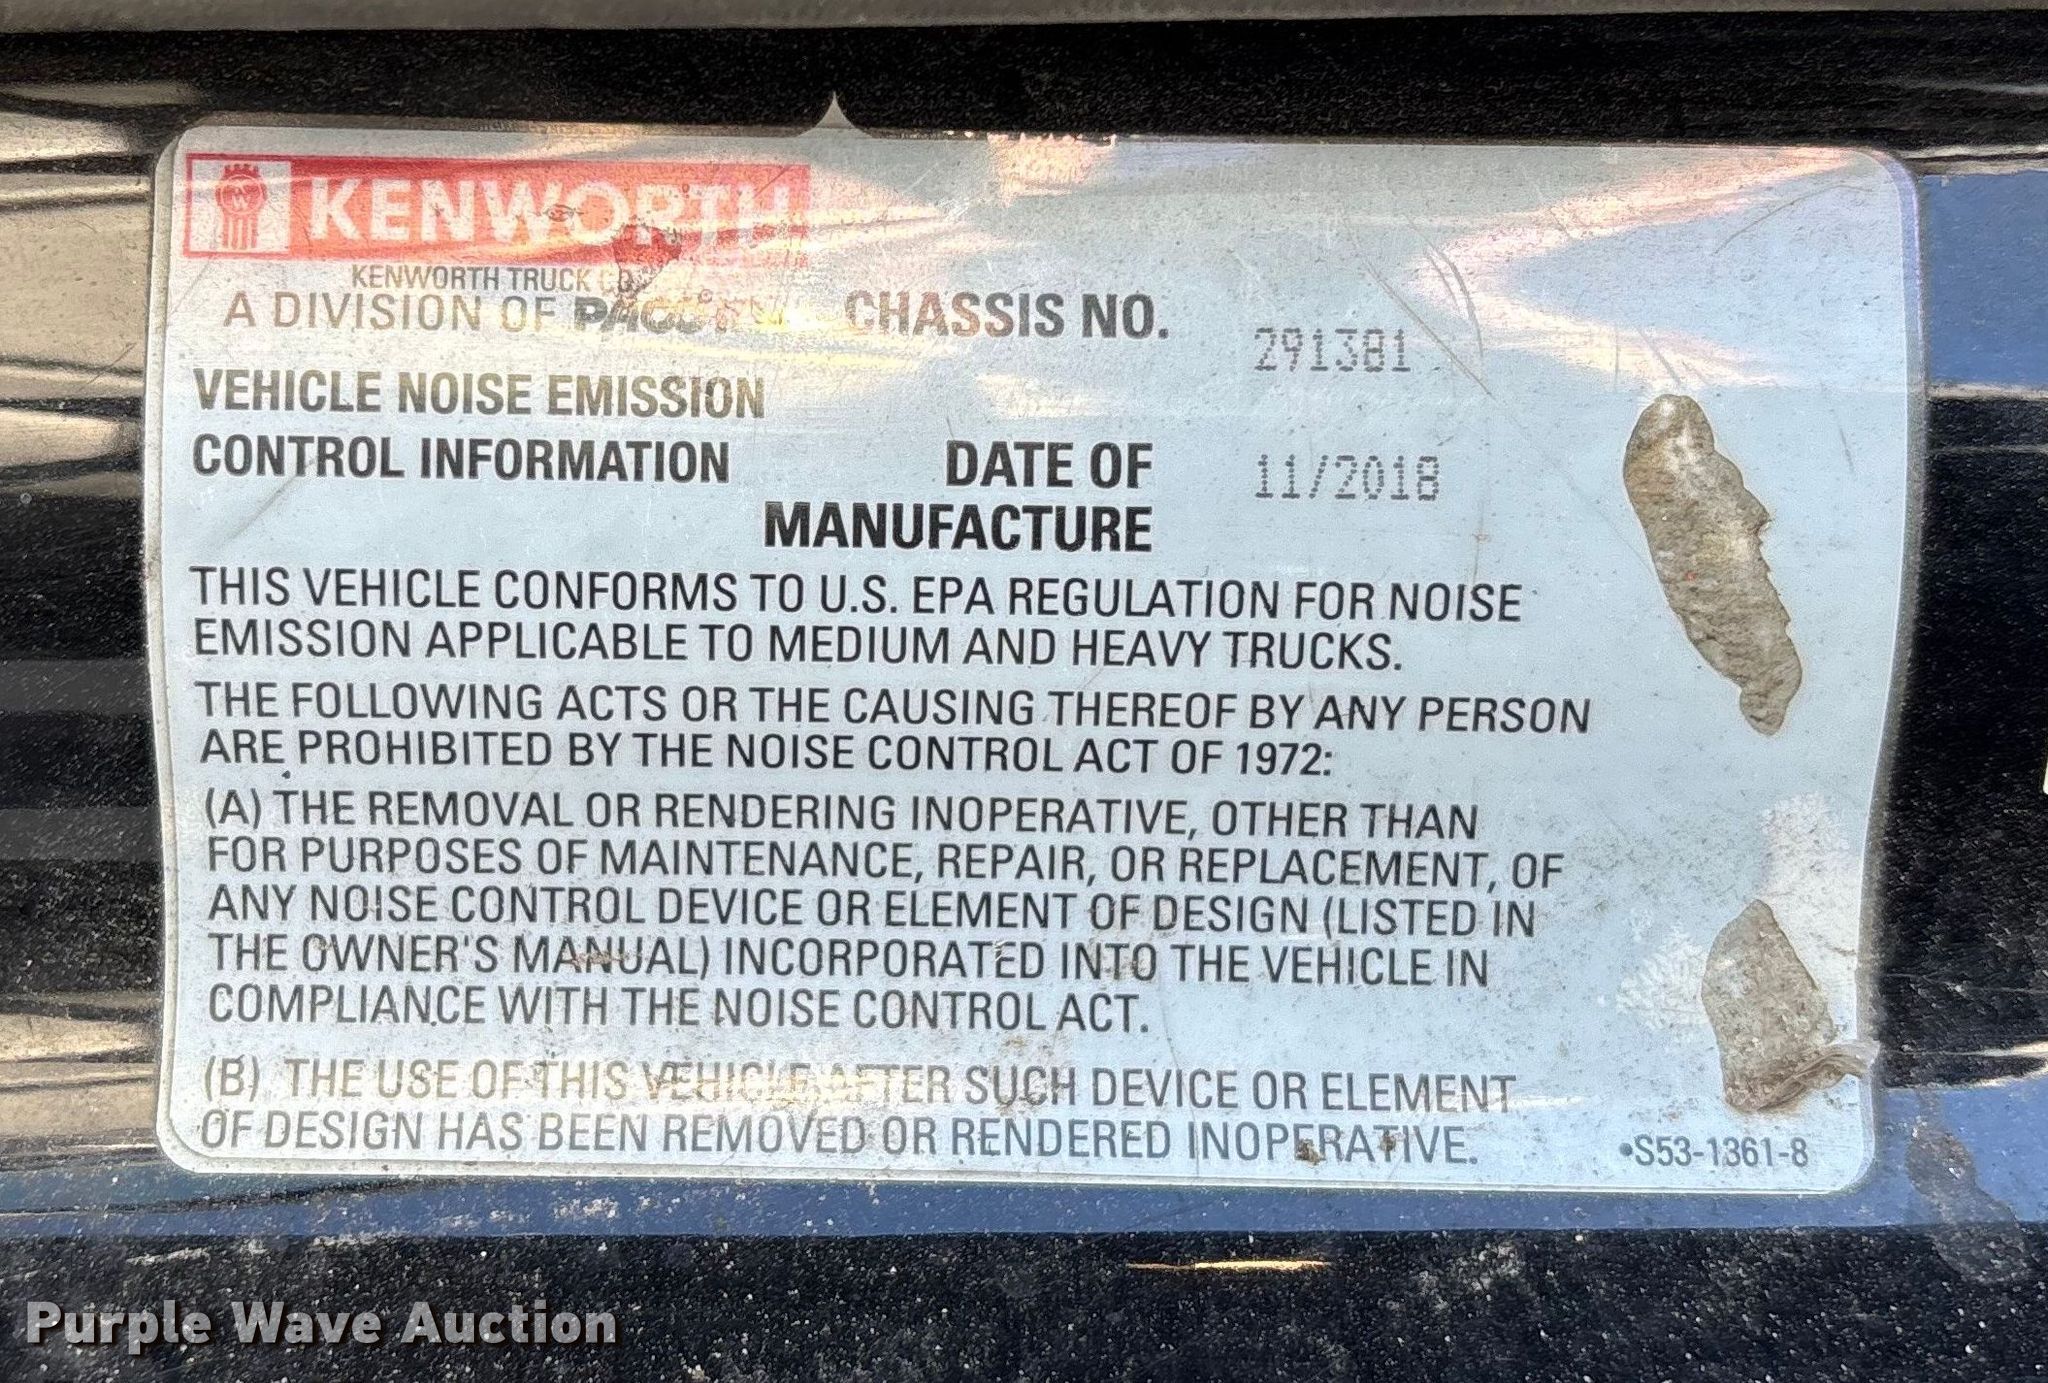 KENWORTH
KENWORTH TRUCK CO.
A DIVISION OF PACCAR
CHASSIS NO. 291381
VEHICLE NOISE EMISSION
CONTROL INFORMATION
DATE OF 11/2018
MANUFACTURE
THIS VEHICLE CONFORMS TO U.S. EPA REGULATION FOR NOISE
EMISSION APPLICABLE TO MEDIUM AND HEAVY TRUCKS.
THE FOLLOWING ACTS OR THE CAUSING THEREOF BY ANY PERSON
ARE PROHIBITED BY THE NOISE CONTROL ACT OF 1972:
(A) THE REMOVAL OR RENDERING INOPERATIVE, OTHER THAN
FOR PURPOSES OF MAINTENANCE, REPAIR, OR REPLACEMENT, OF
ANY NOISE CONTROL DEVICE OR ELEMENT OF DESIGN (LISTED IN
THE OWNER'S MANUAL) INCORPORATED INTO THE VEHICLE IN
COMPLIANCE WITH THE NOISE CONTROL ACT.
(B) THE USE OF THIS VEHICLE AFTER SUCH DEVICE OR ELEMENT
OF DESIGN HAS BEEN REMOVED OR RENDERED INOPERATIVE.
•S53-1361-8
Purple Wave Auction